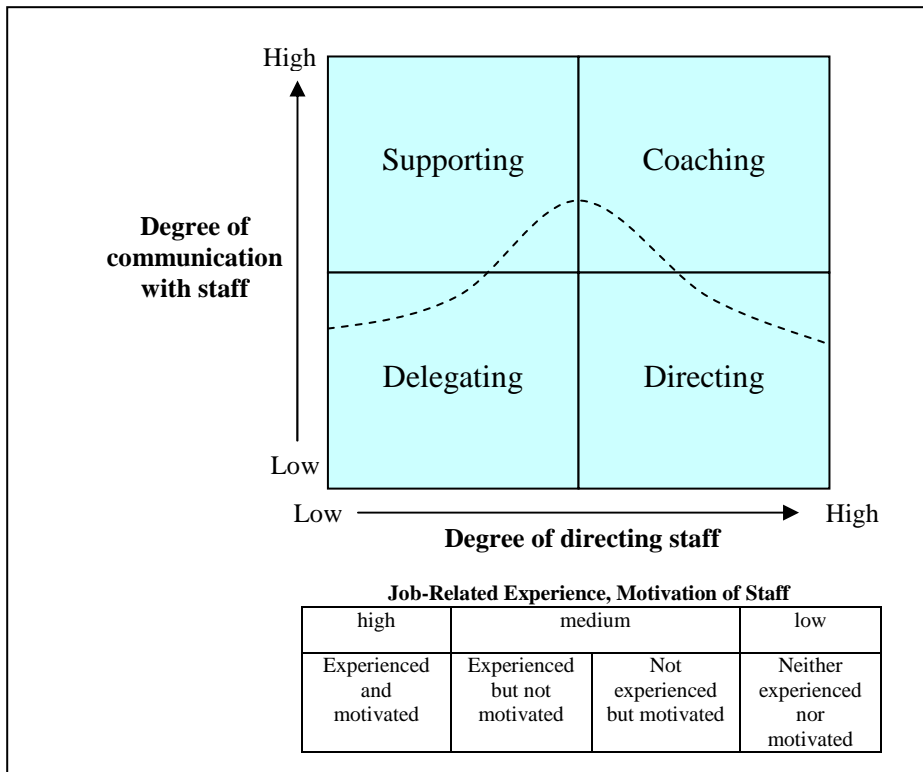 High
Supporting
Coaching
Degree of
communication
with staff
Delegating
Directing
Low
Low
High
Degree of directing staff
Job-Related Experience, Motivation of Staff
high
medium
low
Experienced
and
motivated
Experienced
but not
motivated
Not
experienced
but motivated
Neither
experienced
nor
motivated